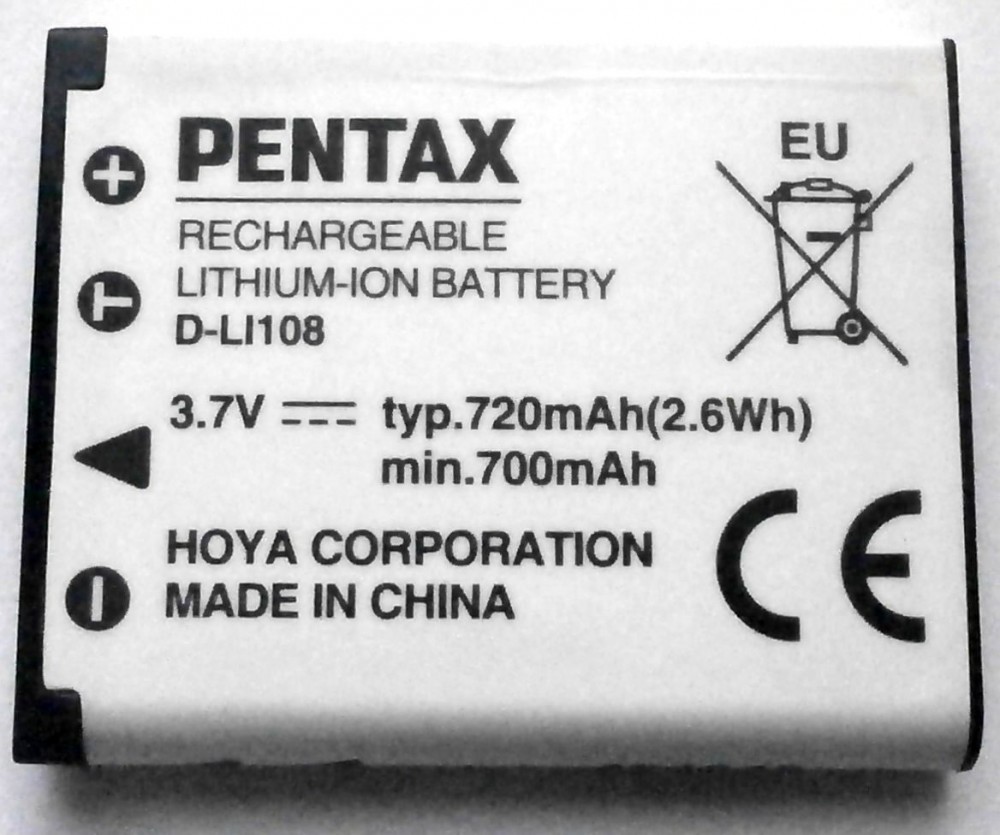 PENTAX
EU
RECHARGEABLE
LITHIUM-ION BATTERY
D-LI108
T
3.7V typ.720mAh(2.6Wh)
min.700mAh
HOYA CORPORATION
MADE IN CHINA
CE